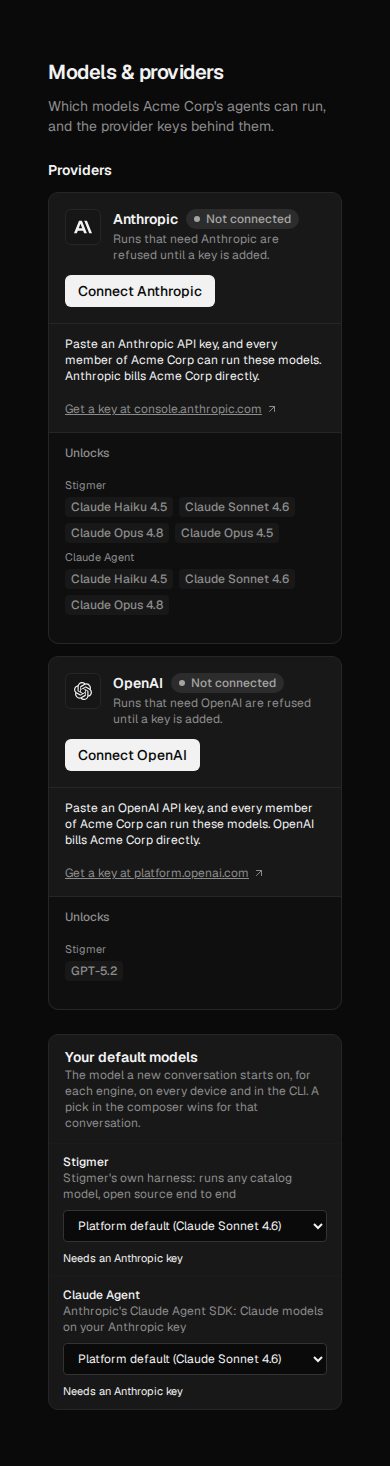 Models & providers
Which models Acme Corp's agents can run,
and the provider keys behind them.
Providers
Anthropic
Not connected
Runs that need Anthropic are
refused until a key is added.
Connect Anthropic
Paste an Anthropic API key, and every
member of Acme Corp can run these models.
Anthropic bills Acme Corp directly.
Get a key at console.anthropic.com
Unlocks
Stigmer
Claude Haiku 4.5 Claude Sonnet 4.6
Claude Opus 4.8 Claude Opus 4.5
Claude Agent
Claude Haiku 4.5 Claude Sonnet 4.6
Claude Opus 4.8
OpenAI
Not connected
Runs that need OpenAI are refused
until a key is added.
Connect OpenAI
Paste an OpenAI API key, and every member
of Acme Corp can run these models. OpenAI
bills Acme Corp directly.
Get a key at platform.openai.com
Unlocks
Stigmer
GPT-5.2
Your default models
The model a new conversation starts on, for
each engine, on every device and in the CLI. A
pick in the composer wins for that
conversation.
Stigmer
Stigmer's own harness: runs any catalog
model, open source end to end
Platform default (Claude Sonnet 4.6)
Needs an Anthropic key
Claude Agent
Anthropic's Claude Agent SDK: Claude models
on your Anthropic key
Platform default (Claude Sonnet 4.6)
Needs an Anthropic key